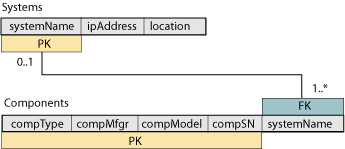 Systems
systemName ipAddress location
PK
0..1
1..*
Components
FK
compType compMfgr compModel compSN systemName
PK